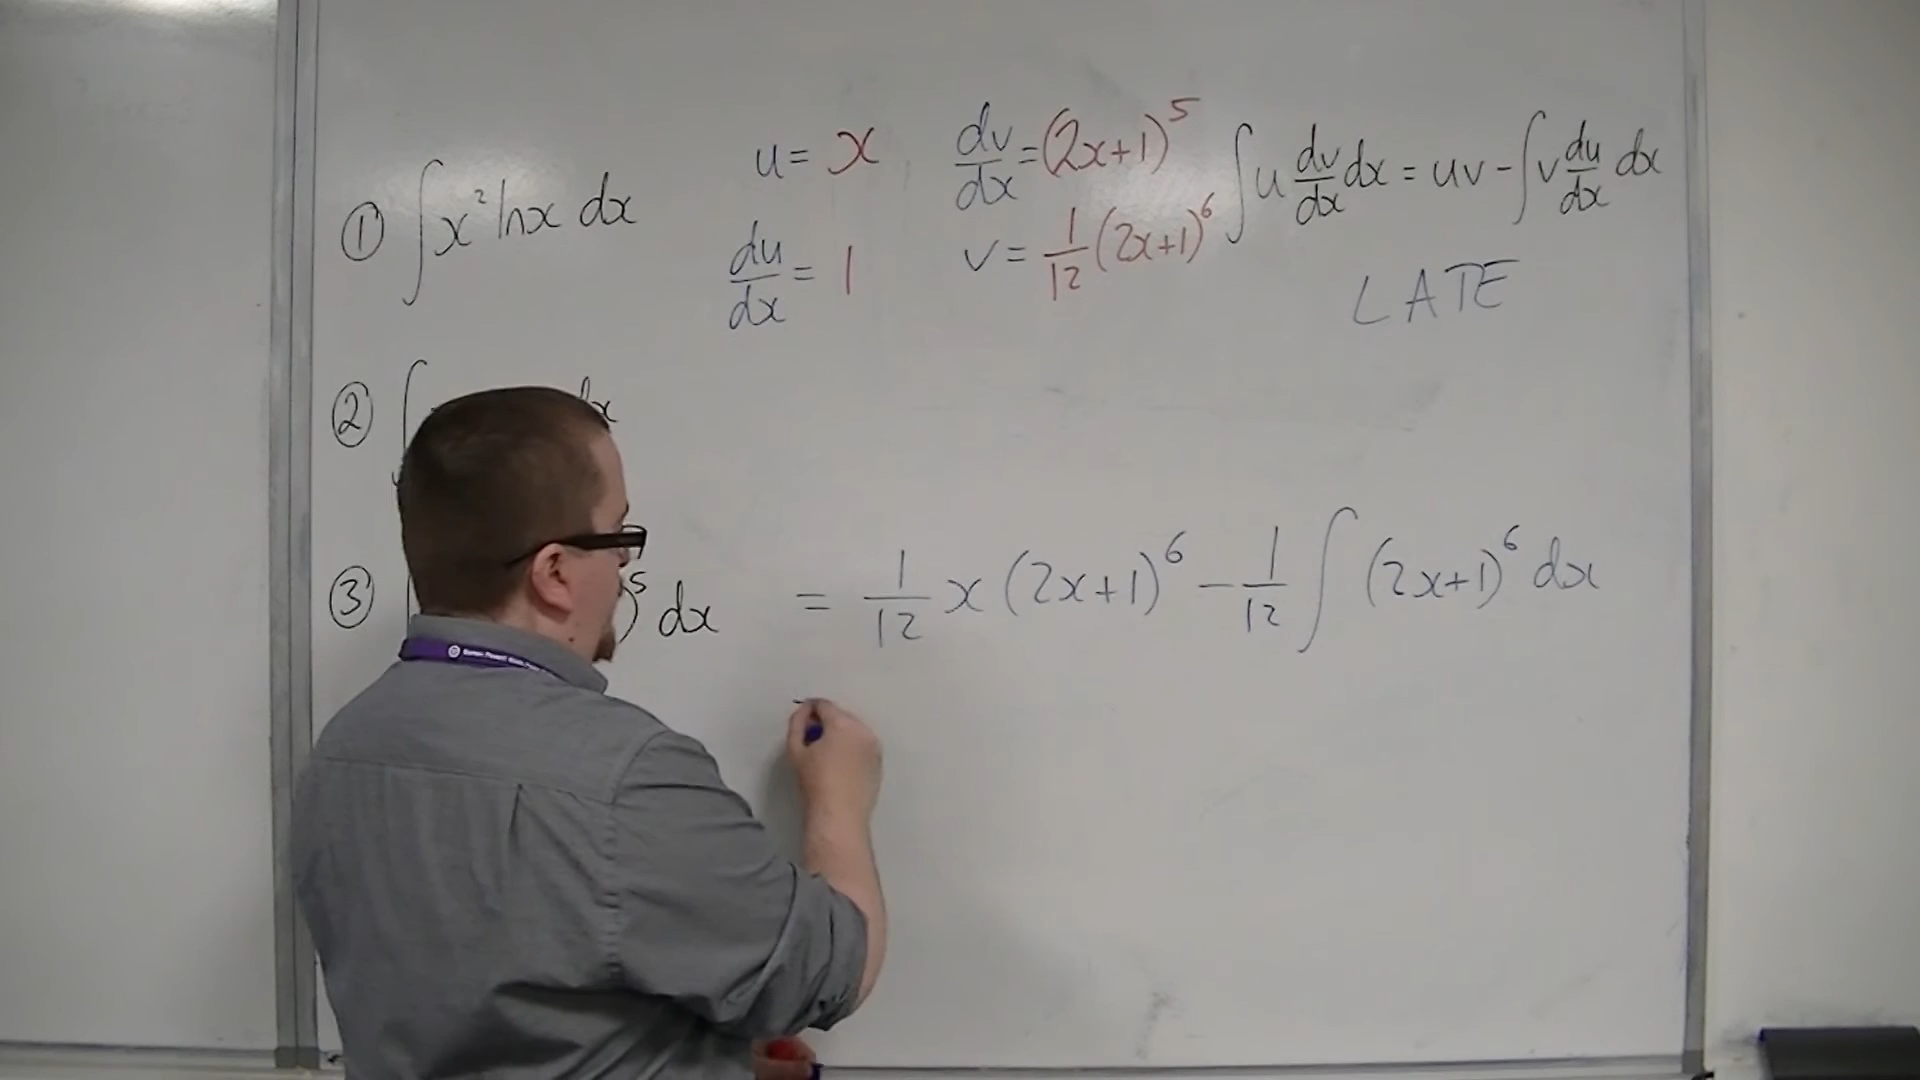 ① ∫x² lnx dx
u = x
du/dx = 1
dv/dx = (2x+1)⁵
v = 1/12 (2x+1)⁶
∫u dv/dx dx = uv - ∫v du/dx dx
LATE
② ∫ dx
③ ∫ )⁵ dx = 1/12 x (2x+1)⁶ - 1/12 ∫ (2x+1)⁶ dx